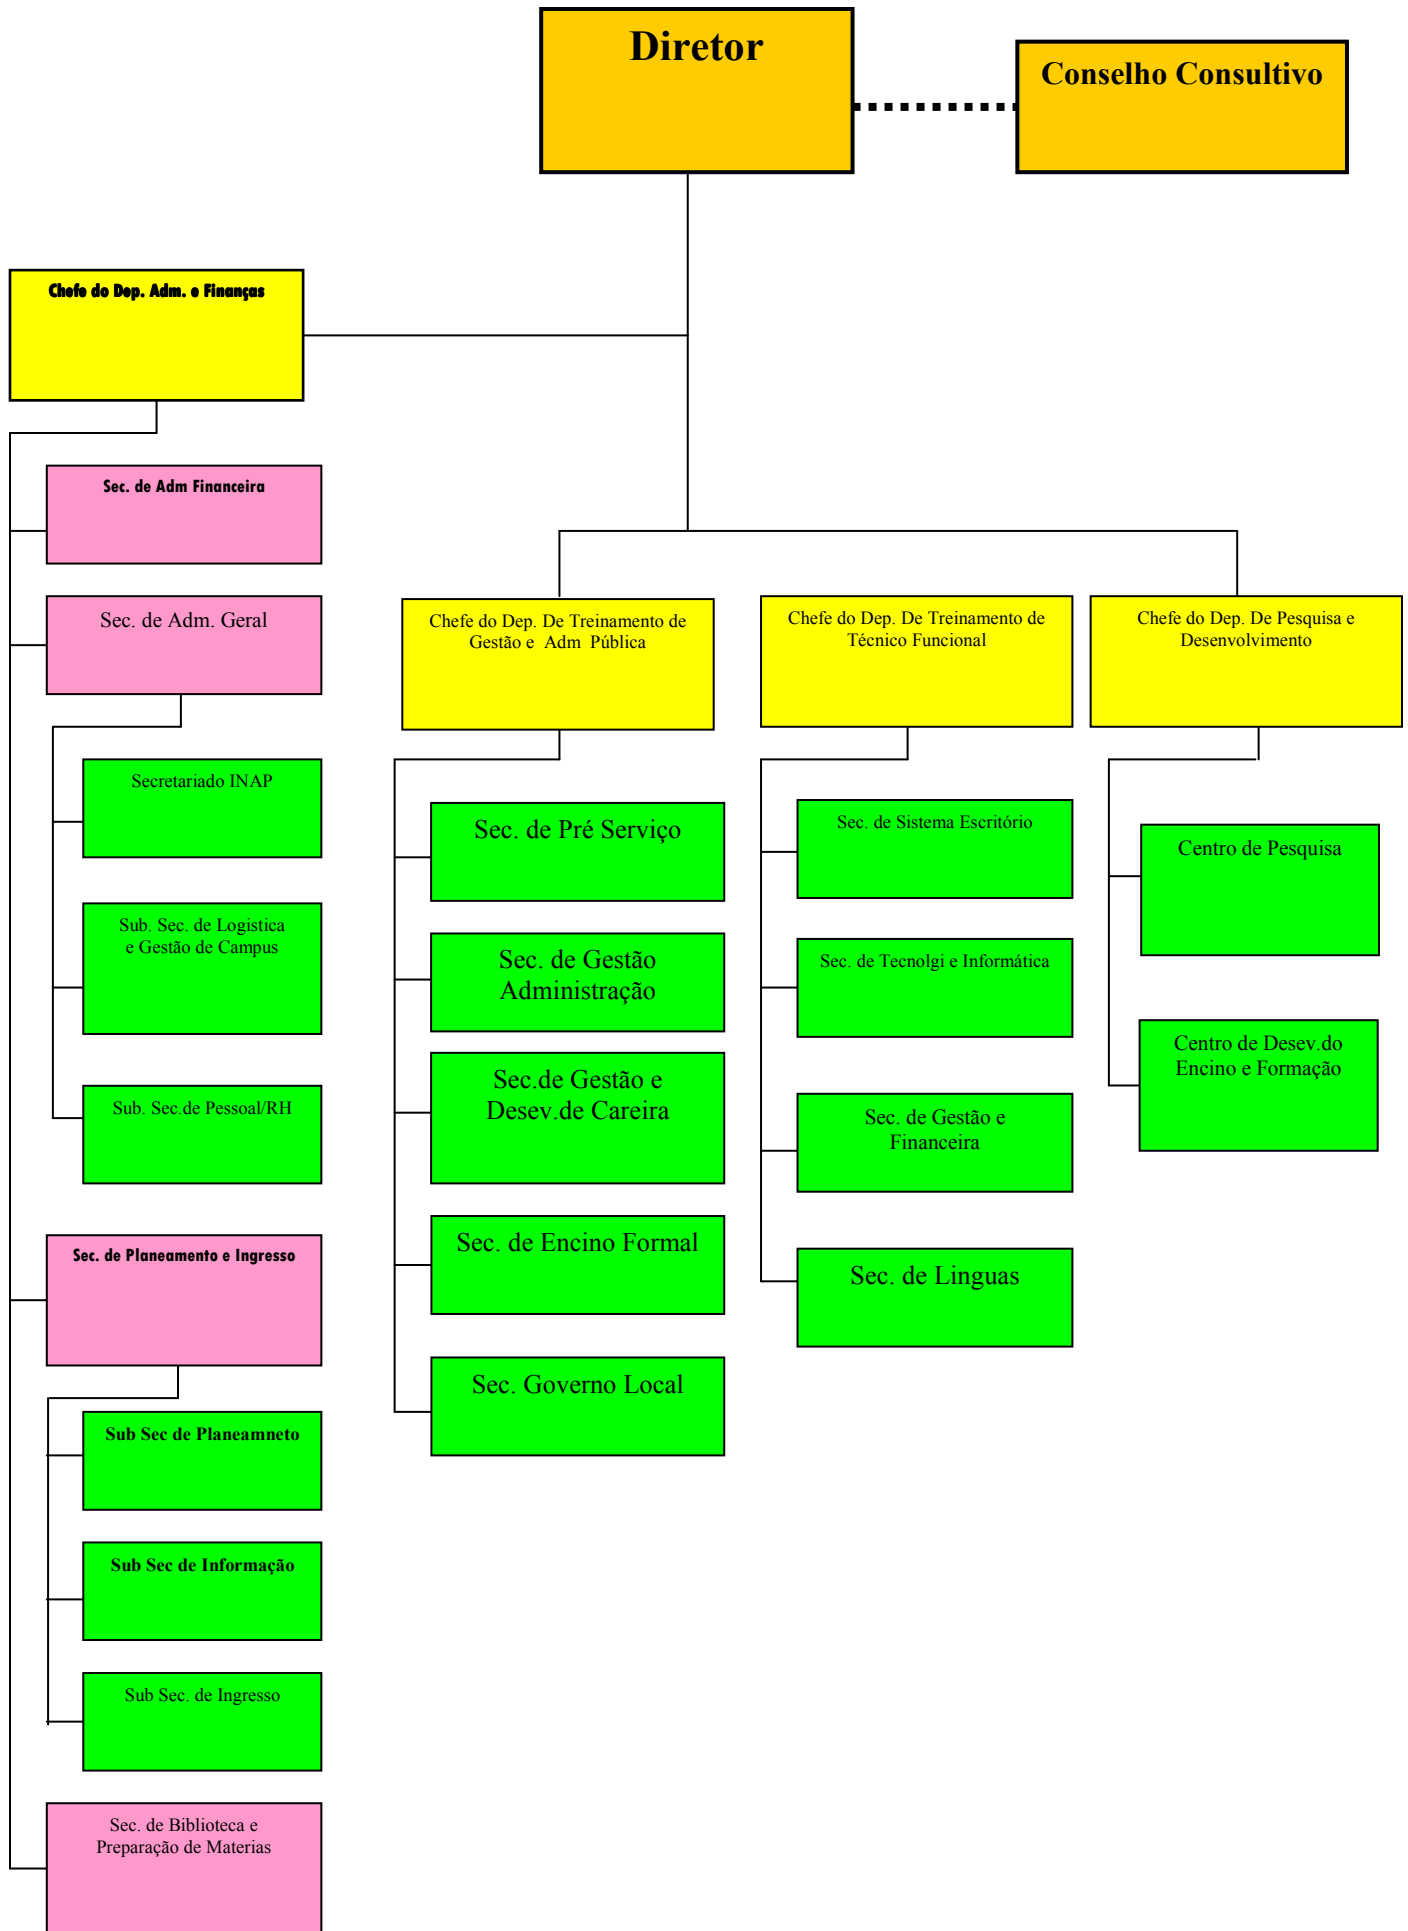 Diretor
Conselho Consultivo
Chefe do Dep. Adm. e Finanças
Sec. de Adm Financeira
Sec. de Adm. Geral
Secretariado INAP
Sub. Sec. de Logistica
e Gestão de Campus
Sub. Sec.de Pessoal/RH
Sec. de Planeamento e Ingresso
Sub Sec de Planeamneto
Sub Sec de Informação
Sub Sec. de Ingresso
Sec. de Biblioteca e
Preparação de Materias
Chefe do Dep. De Treinamento de
Gestão e Adm Pública
Sec. de Pré Serviço
Sec. de Gestão
Administração
Sec.de Gestão e
Desev.de Careira
Sec. de Encino Formal
Sec. Governo Local
Chefe do Dep. De Treinamento de
Técnico Funcional
Sec. de Sistema Escritório
Sec. de Tecnolgi e Informática
Sec. de Gestão e
Financeira
Sec. de Linguas
Chefe do Dep. De Pesquisa e
Desenvolvimento
Centro de Pesquisa
Centro de Desev.do
Encino e Formação